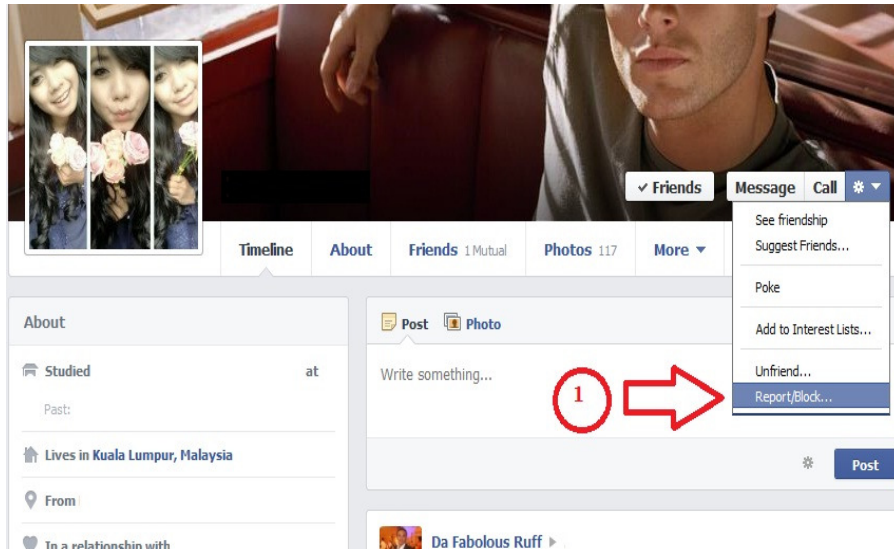 Friends
Message Call
See friendship
Suggest Friends...
Poke
Add to Interest Lists...
Unfriend...
Report/Block...
Timeline About Friends 1 Mutual Photos 117 More
About
Studied at
Past:
Lives in Kuala Lumpur, Malaysia
From
In a relationship with
Post Photo
Write something...
1
Post
Da Fabolous Ruff